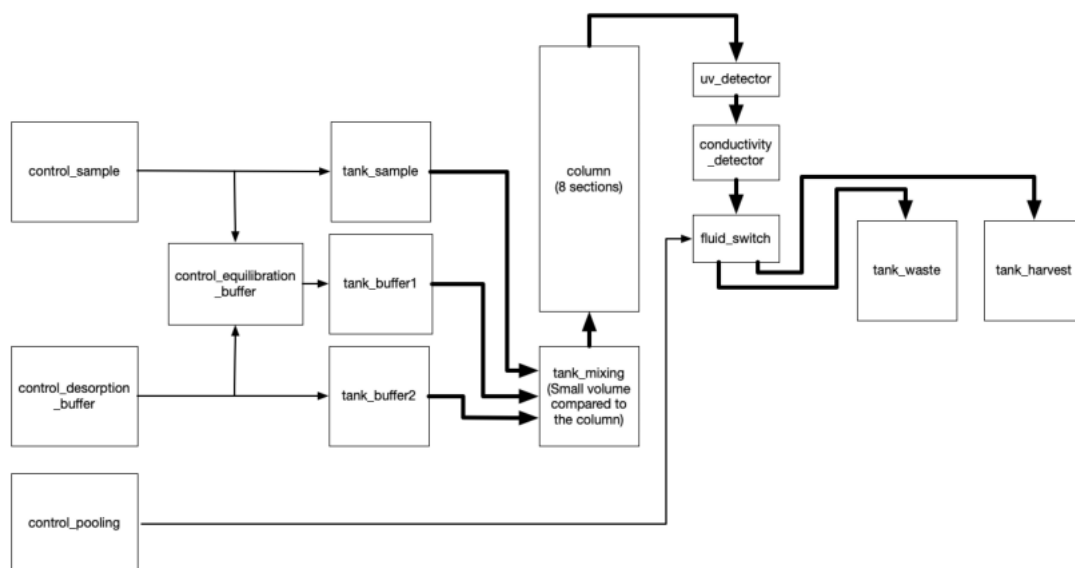 uv_detector
control_sample
tank_sample
column
(8 sections)
conductivity
_detector
fluid_switch
control_equilibration
_buffer
tank_buffer1
tank_waste
tank_harvest
control_desorption
_buffer
tank_buffer2
tank_mixing
(Small volume
compared to
the column)
control_pooling